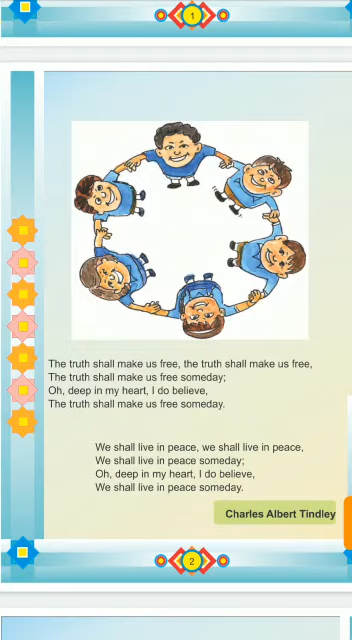 1
The truth shall make us free, the truth shall make us free,
The truth shall make us free someday;
Oh, deep in my heart, I do believe,
The truth shall make us free someday.
We shall live in peace, we shall live in peace,
We shall live in peace someday;
Oh, deep in my heart, I do believe,
We shall live in peace someday.
Charles Albert Tindley
2